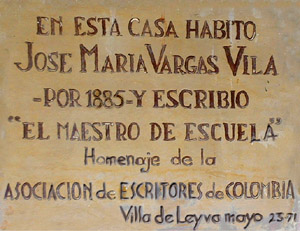 EN ESTA CASA HABITO
JOSE MARIA VARGAS VILA
-POR 1885-Y ESCRIBIO
"EL MAESTRO DE ESCUELA"
Homenaje de la
ASOCIACION de ESCRITORES de COLOMBIA
Villa de Leyva mayo 23-71